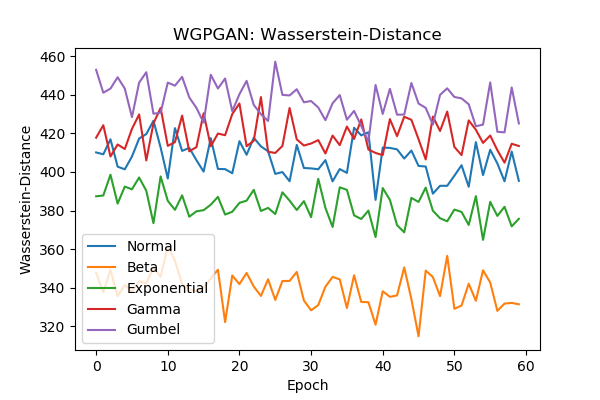 WGPGAN: Wasserstein-Distance
460
440
420
400
380
360
340
320
Wasserstein-Distance
Normal
Beta
Exponential
Gamma
Gumbel
0 10 20 30 40 50 60
Epoch